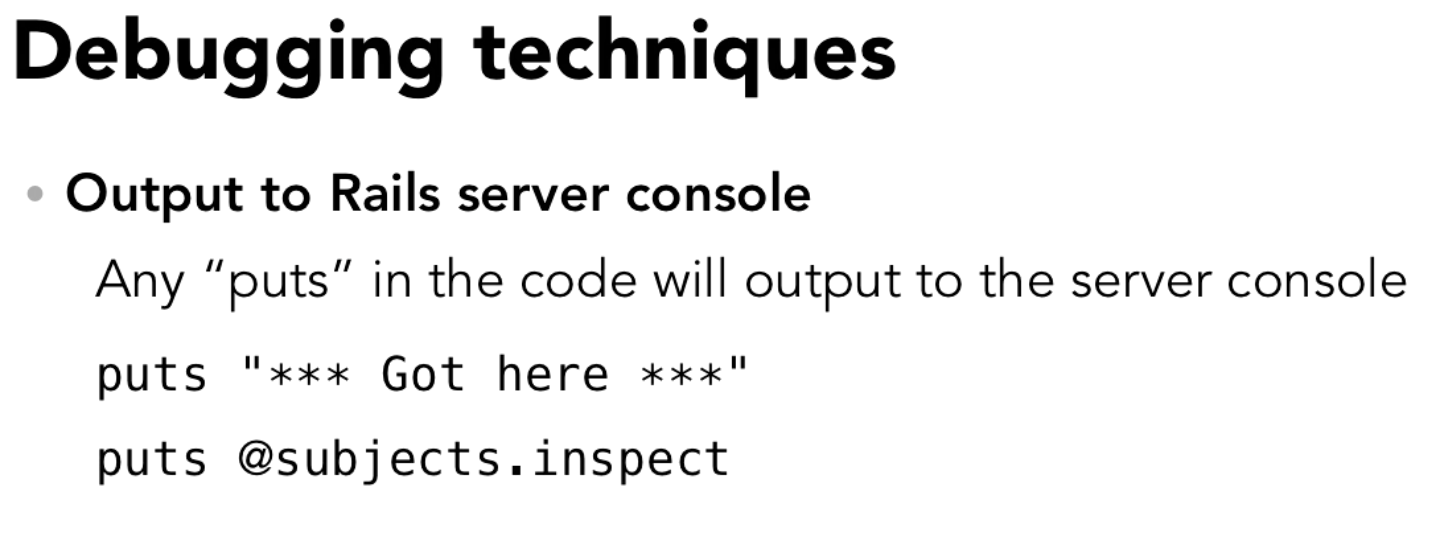 Debugging techniques
• Output to Rails server console
Any “puts” in the code will output to the server console
puts "*** Got here ***"
puts @subjects.inspect